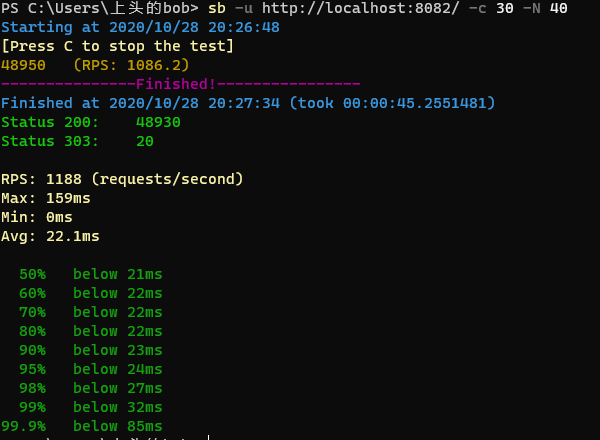 PS C:\Users\上头的bob> sb -u http://localhost:8082/ -c 30 -N 40
Starting at 2020/10/28 20:26:48
[Press C to stop the test]
48950   (RPS: 1086.2)
---------------Finished!----------------
Finished at 2020/10/28 20:27:34 (took 00:00:45.2551481)
Status 200:    48930
Status 303:    20
RPS: 1188 (requests/second)
Max: 159ms
Min: 0ms
Avg: 22.1ms
50%   below 21ms
60%   below 22ms
70%   below 22ms
80%   below 22ms
90%   below 23ms
95%   below 24ms
98%   below 27ms
99%   below 32ms
99.9%   below 85ms